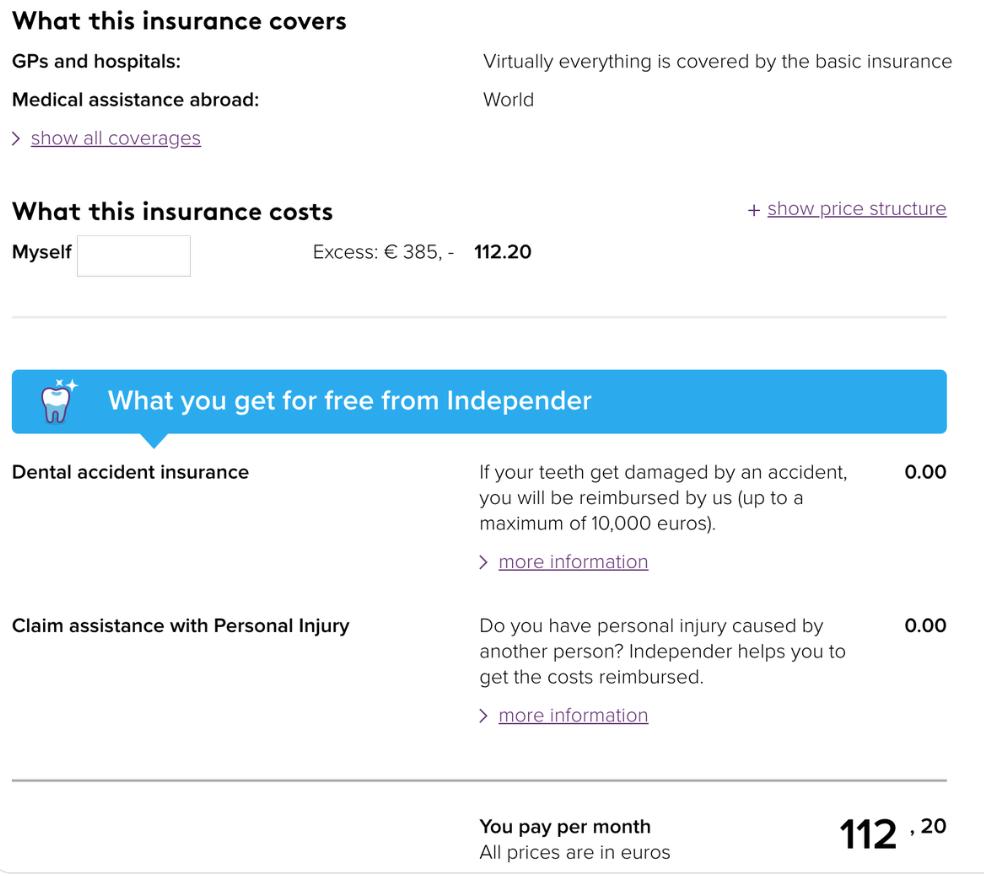 What this insurance covers
GPs and hospitals: Virtually everything is covered by the basic insurance
Medical assistance abroad: World
> show all coverages
What this insurance costs + show price structure
Myself Excess: € 385, - 112.20
What you get for free from Independer
Dental accident insurance If your teeth get damaged by an accident, 0.00
you will be reimbursed by us (up to a
maximum of 10,000 euros).
> more information
Claim assistance with Personal Injury Do you have personal injury caused by 0.00
another person? Independer helps you to
get the costs reimbursed.
> more information
You pay per month 112 , 20
All prices are in euros